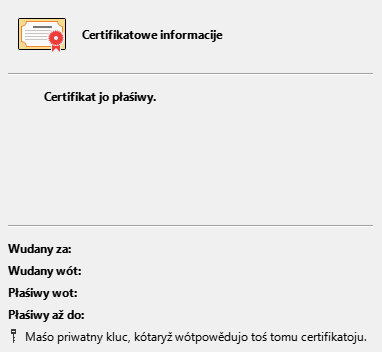 Certifikatowe informacije
Certifikat jo płaśiwy.
Wudany za:
Wudany wót:
Płaśiwy wot:
Płaśiwy až do:
Maśo priwatny kluc, kótaryž wótpowědujo toś tomu certifikatoju.